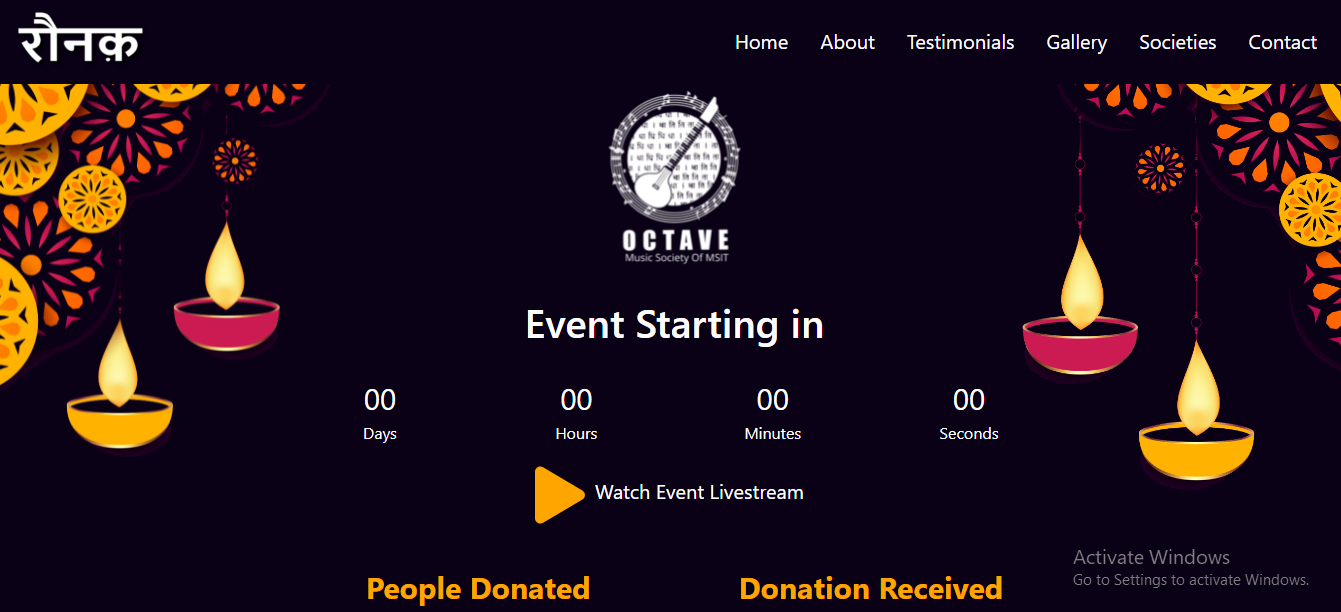 रौनक़
Home About Testimonials Gallery Societies Contact
OCTAVE
Music Society Of MSIT
Event Starting in
00 00 00 00
Days Hours Minutes Seconds
Watch Event Livestream
Activate Windows
Go to Settings to activate Windows.
People Donated Donation Received